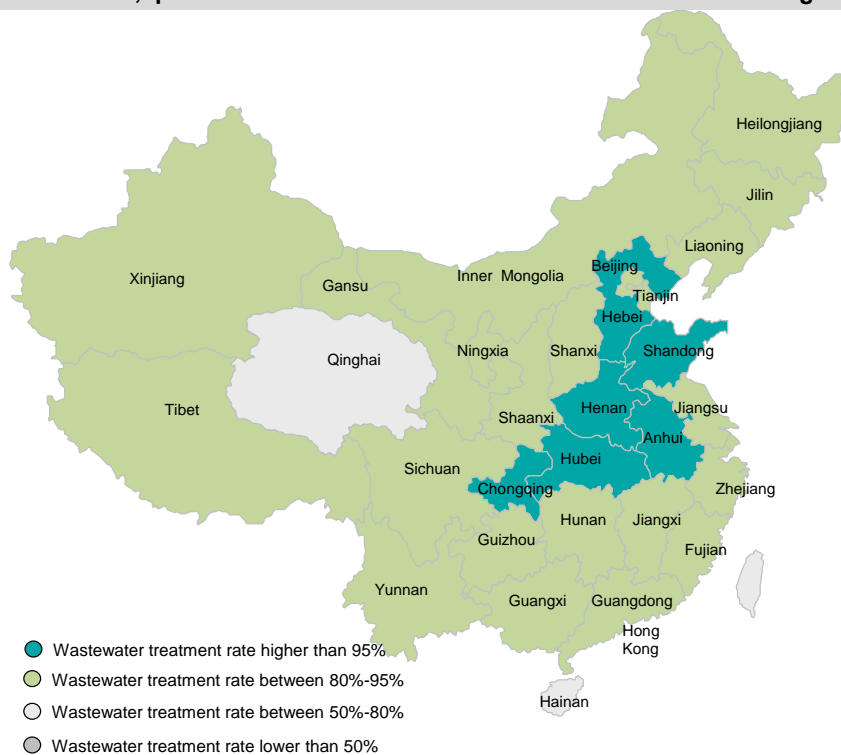 Heilongjiang
Jilin
Liaoning
Beijing
Inner Mongolia
Xinjiang
Gansu
Tianjin
Hebei
Ningxia
Shanxi
Shandong
Qinghai
Tibet
Shaanxi
Henan
Jiangsu
Anhui
Sichuan
Hubei
Chongqing
Zhejiang
Hunan
Jiangxi
Guizhou
Fujian
Yunnan
Guangxi
Guangdong
Hong
Kong
Hainan
Wastewater treatment rate higher than 95%
Wastewater treatment rate between 80%-95%
Wastewater treatment rate between 50%-80%
Wastewater treatment rate lower than 50%